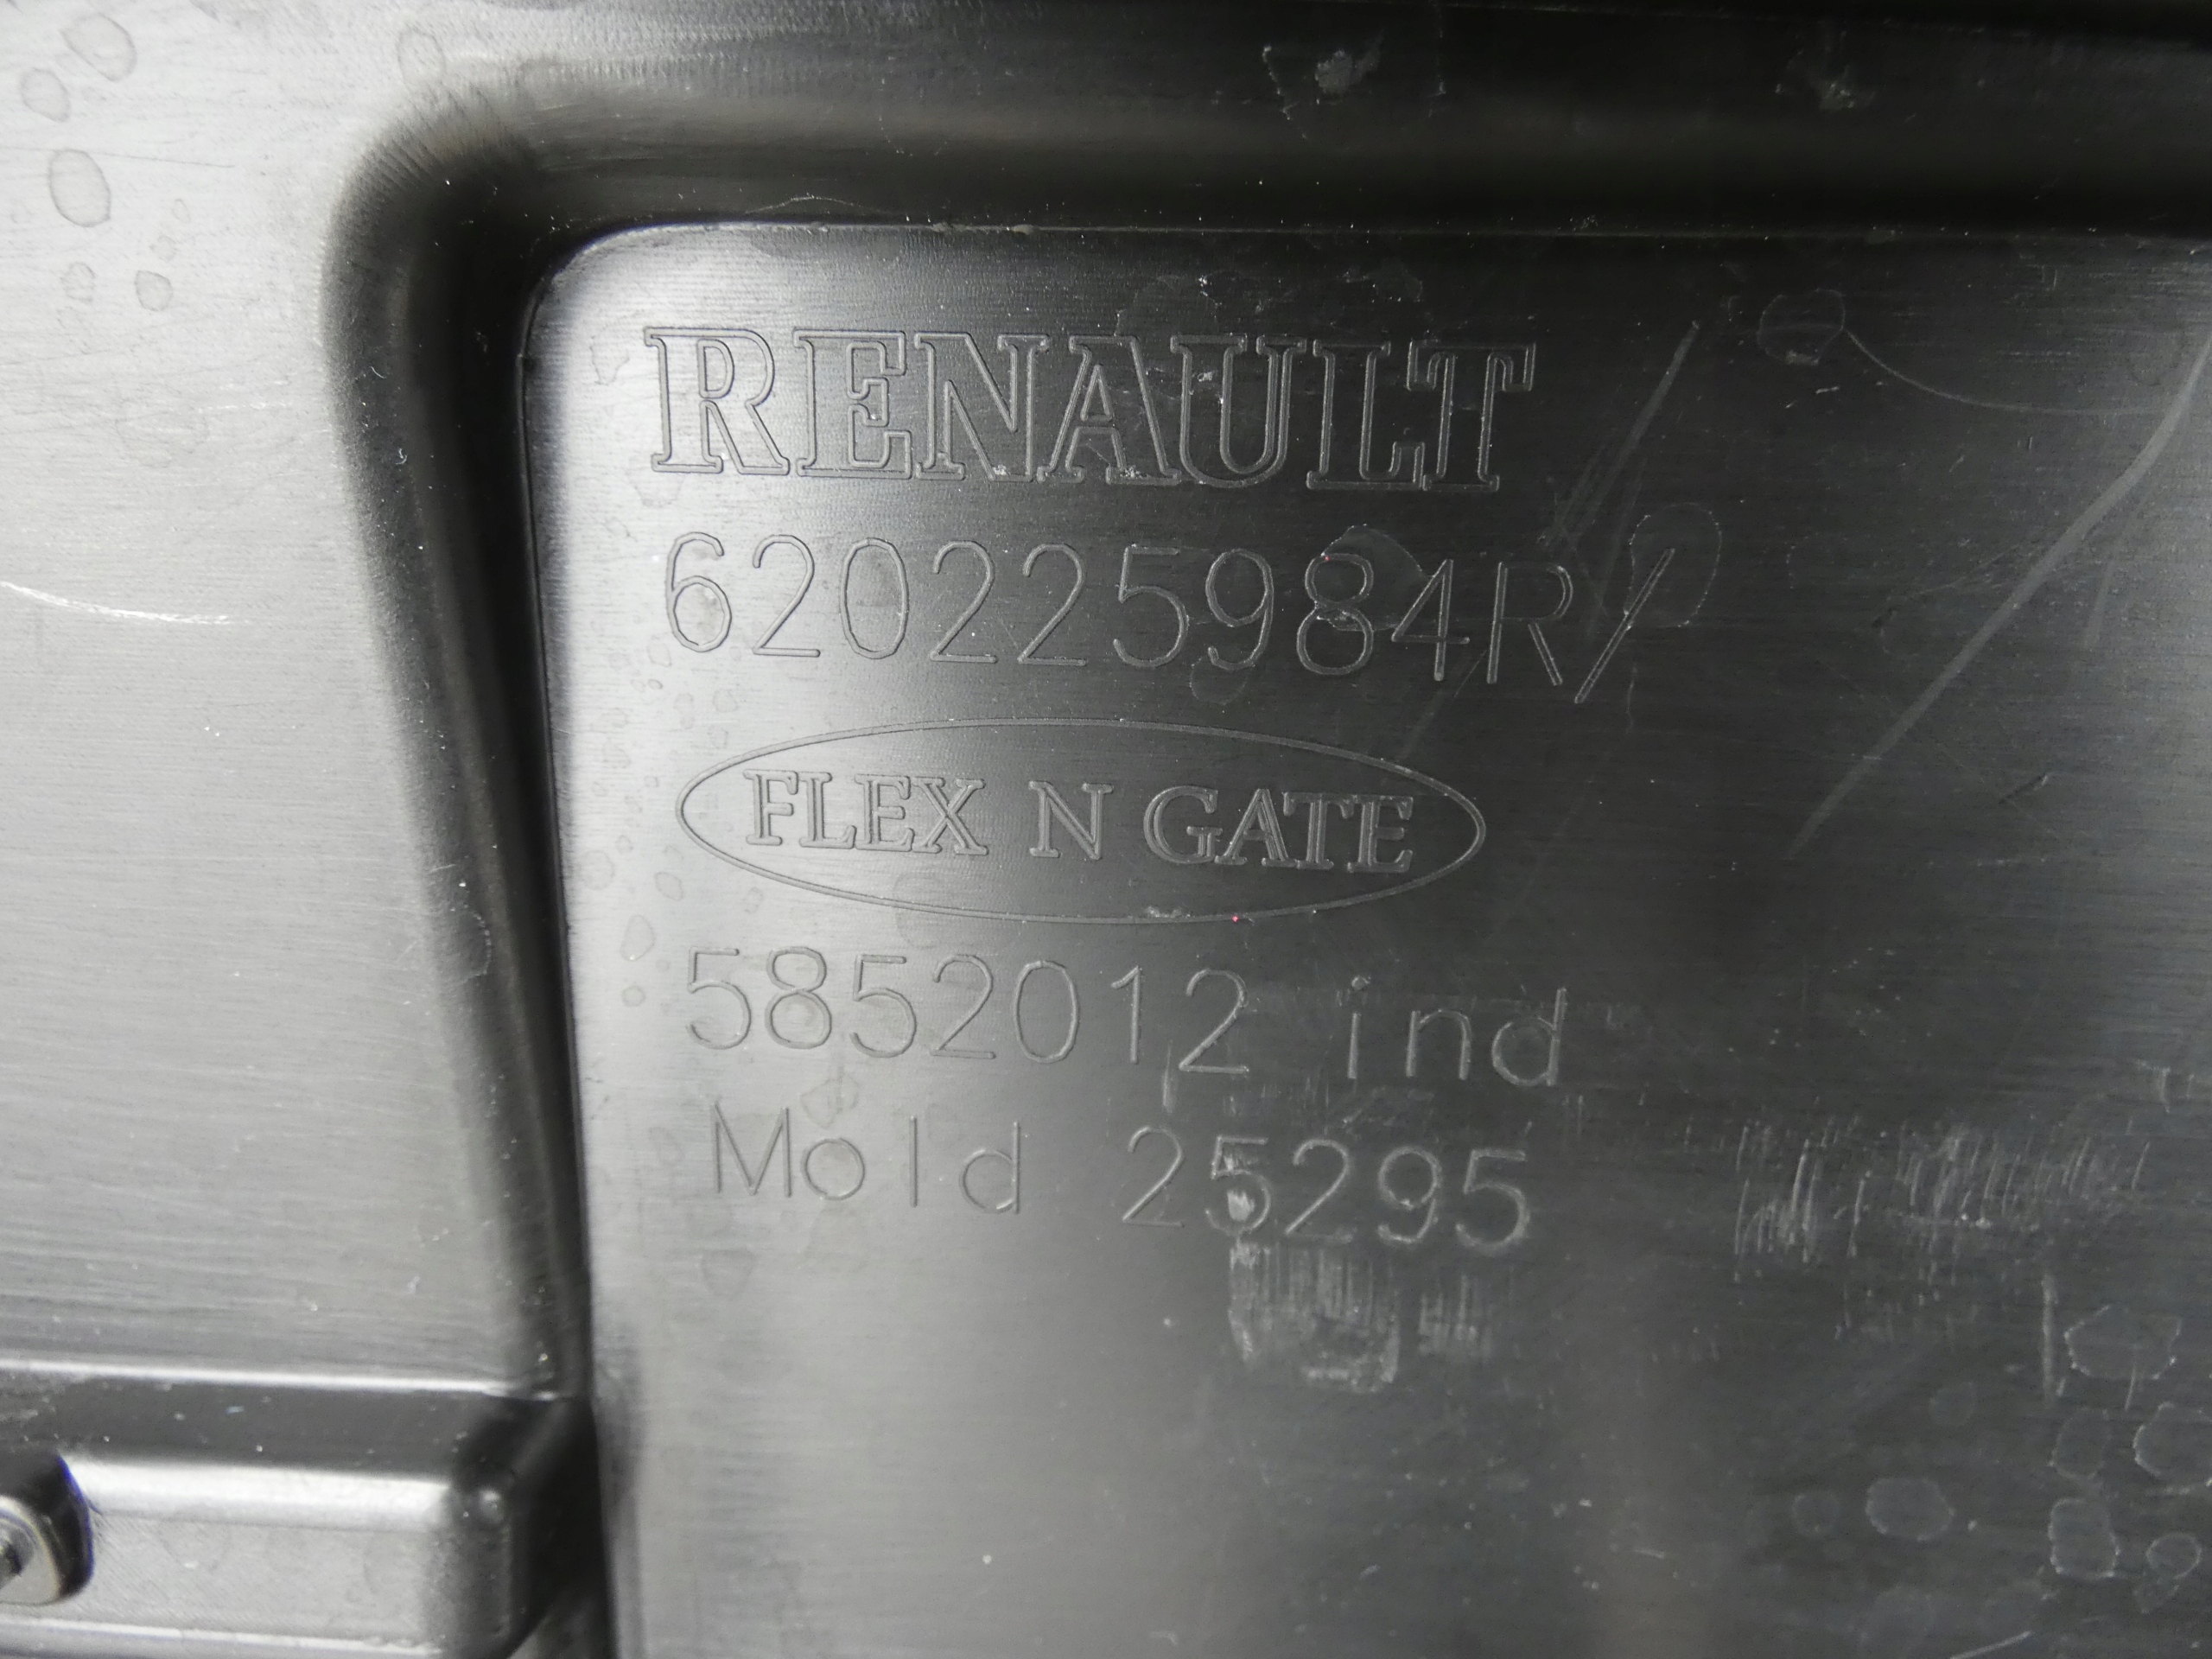 RENAULT
620225984R/
FLEX N GATE
5852012 ind
Mold 25295